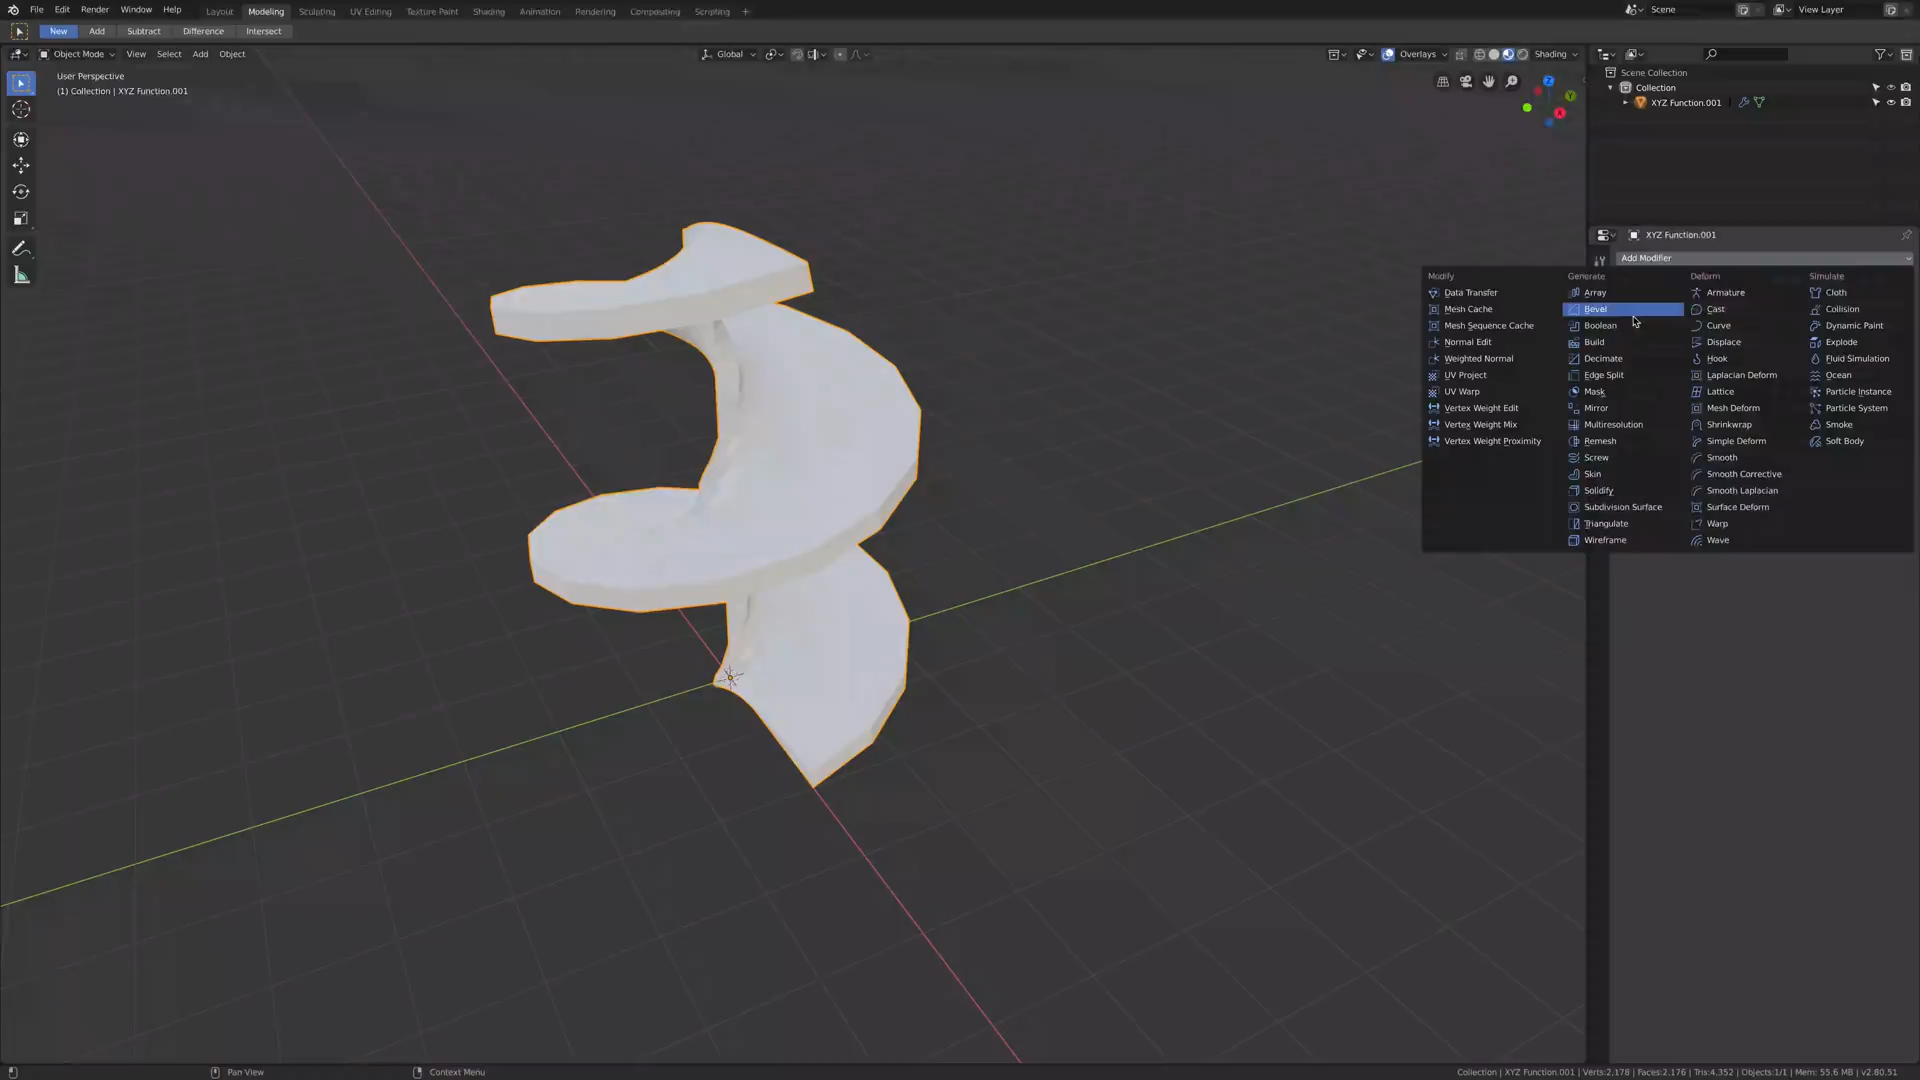 File Edit Render Window Help Layout Modeling Sculpting UV Editing Texture Paint Shading Animation Rendering Compositing Scripting + Scene View Layer
New Add Subtract Difference Intersect
Object Mode View Select Add Object Global Overlays Shading
User Perspective
(1) Collection | XYZ Function.001
Scene Collection
Collection
XYZ Function.001
XYZ Function.001
Add Modifier
Modify
Data Transfer
Mesh Cache
Mesh Sequence Cache
Normal Edit
Weighted Normal
UV Project
UV Warp
Vertex Weight Edit
Vertex Weight Mix
Vertex Weight Proximity
Generate
Array
Bevel
Boolean
Build
Decimate
Edge Split
Mask
Mirror
Multiresolution
Remesh
Screw
Skin
Solidify
Subdivision Surface
Triangulate
Wireframe
Deform
Armature
Cast
Curve
Displace
Hook
Laplacian Deform
Lattice
Mesh Deform
Shrinkwrap
Simple Deform
Smooth
Smooth Corrective
Smooth Laplacian
Surface Deform
Warp
Wave
Simulate
Cloth
Collision
Dynamic Paint
Explode
Fluid Simulation
Ocean
Particle Instance
Particle System
Smoke
Soft Body
Z
Y
X
Pan View Context Menu Collection | XYZ Function.001 | Verts:2,178 | Faces:2,176 | Tris:4,352 | Objects:1/1 | Mem: 55.6 MB | v2.80.51